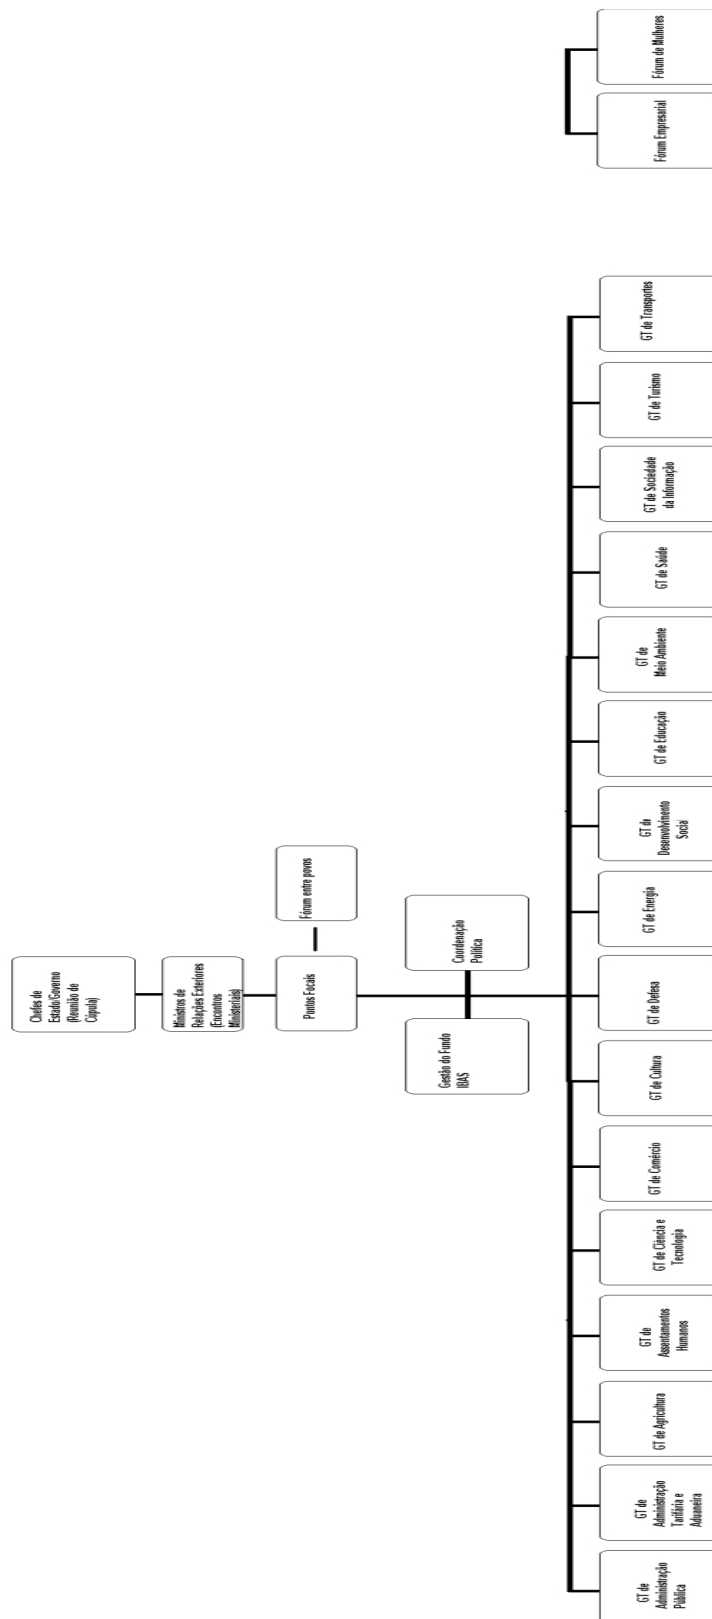 Chefes de
Estado/Governo
(Reunião de
Cúpula)
Ministros de
Relações Exteriores
(Encontros
Ministeriais)
Pontos Focais
Fórum entre povos
Gestão do Fundo
IBAS
Coordenação
Política
GT de
Administração
Pública
GT de
Administração
Tarifária e
Aduaneira
GT de Agricultura
GT de
Assentamentos
Humanos
GT de Ciência e
Tecnologia
GT de Comércio
GT de Cultura
GT de Defesa
GT de Energia
GT de
Desenvolvimento
Social
GT de Educação
GT de
Meio Ambiente
GT de Saúde
GT de Sociedade
da Informação
GT de Turismo
GT de Transportes
Fórum Empresarial
Fórum de Mulheres